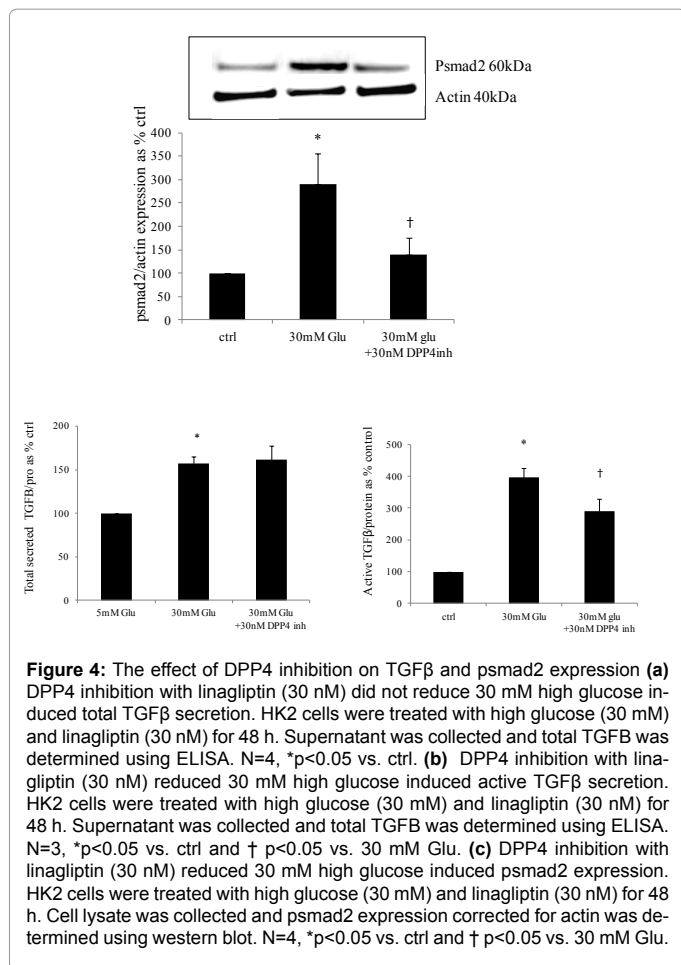 Psmad2 60kDa
Actin 40kDa
psmad2/actin expression as % ctrl
400
350
300
250
200
150
100
50
0
*
†
ctrl
30mM Glu
30mM glu
+30nM DPP4inh
Total secreted TGFB/pro as % ctrl
200
150
100
50
0
*
5mM Glu
30mM Glu
30mM Glu
+30nM DPP4 inh
Active TGFβ/protein as % control
500
400
300
200
100
0
*
†
ctrl
30mM Glu
30mM glu
+30nM DPP4 inh
Figure 4: The effect of DPP4 inhibition on TGFβ and psmad2 expression (a)
DPP4 inhibition with linagliptin (30 nM) did not reduce 30 mM high glucose in-
duced total TGFβ secretion. HK2 cells were treated with high glucose (30 mM)
and linagliptin (30 nM) for 48 h. Supernatant was collected and total TGFB was
determined using ELISA. N=4, *p<0.05 vs. ctrl. (b) DPP4 inhibition with lina-
gliptin (30 nM) reduced 30 mM high glucose induced active TGFβ secretion.
HK2 cells were treated with high glucose (30 mM) and linagliptin (30 nM) for
48 h. Supernatant was collected and total TGFB was determined using ELISA.
N=3, *p<0.05 vs. ctrl and † p<0.05 vs. 30 mM Glu. (c) DPP4 inhibition with
linagliptin (30 nM) reduced 30 mM high glucose induced psmad2 expression.
HK2 cells were treated with high glucose (30 mM) and linagliptin (30 nM) for 48
h. Cell lysate was collected and psmad2 expression corrected for actin was de-
termined using western blot. N=4, *p<0.05 vs. ctrl and † p<0.05 vs. 30 mM Glu.